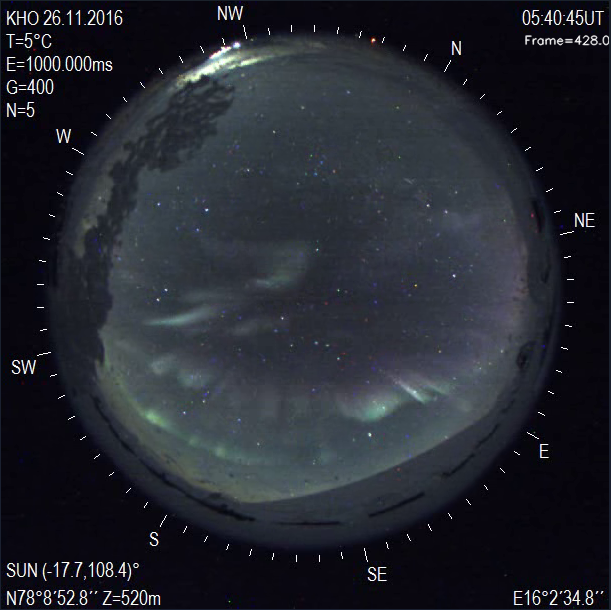 KHO 26.11.2016
T=5°C
E=1000.000ms
G=400
N=5
05:40:45UT
Frame=428.0
NW
N
W
NE
SW
E
S
SE
SUN (-17.7,108.4)°
N78°8´52.8´´ Z=520m
E16°2´34.8´´